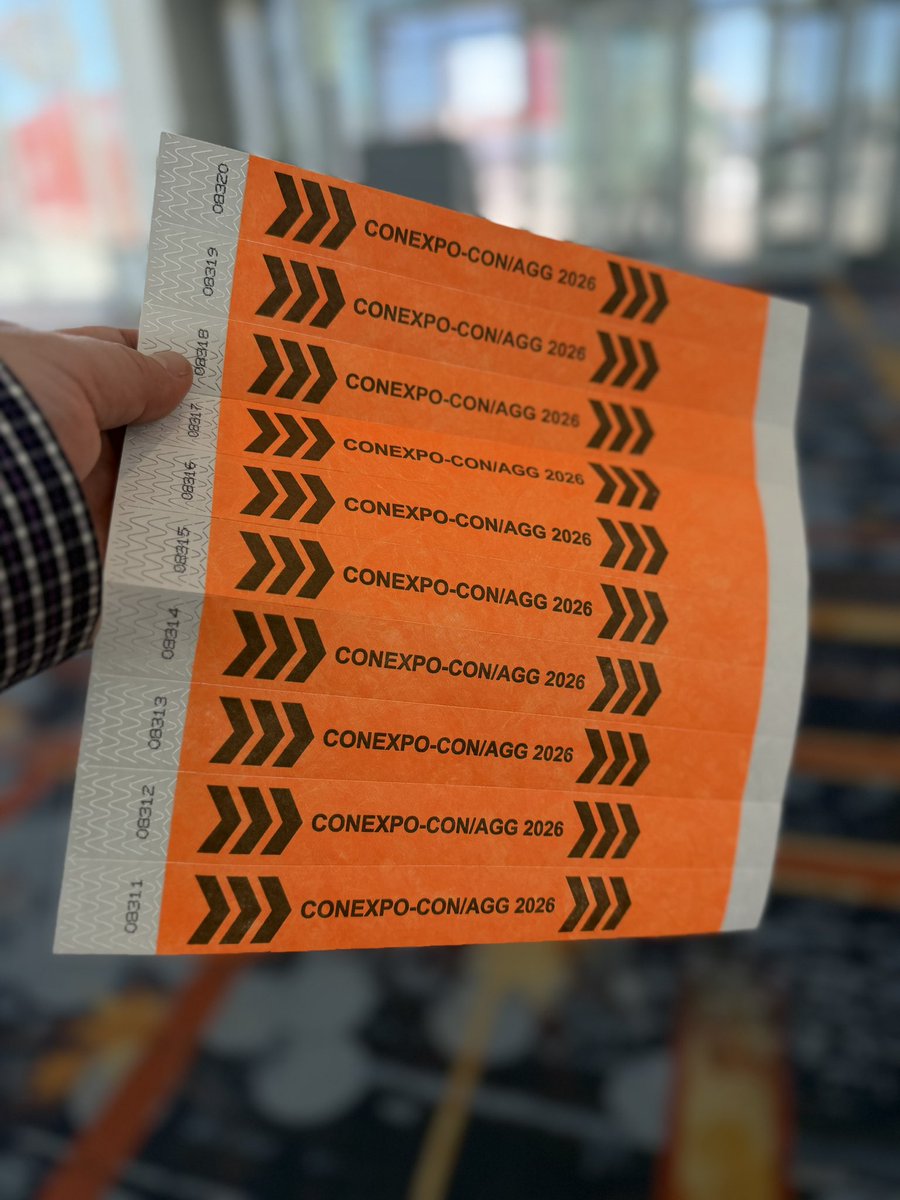 08320 CONEXPO-CON/AGG 2026
08319 CONEXPO-CON/AGG 2026
08318 CONEXPO-CON/AGG 2026
08317 CONEXPO-CON/AGG 2026
08316 CONEXPO-CON/AGG 2026
08315 CONEXPO-CON/AGG 2026
08314 CONEXPO-CON/AGG 2026
08313 CONEXPO-CON/AGG 2026
08312 CONEXPO-CON/AGG 2026
08311 CONEXPO-CON/AGG 2026